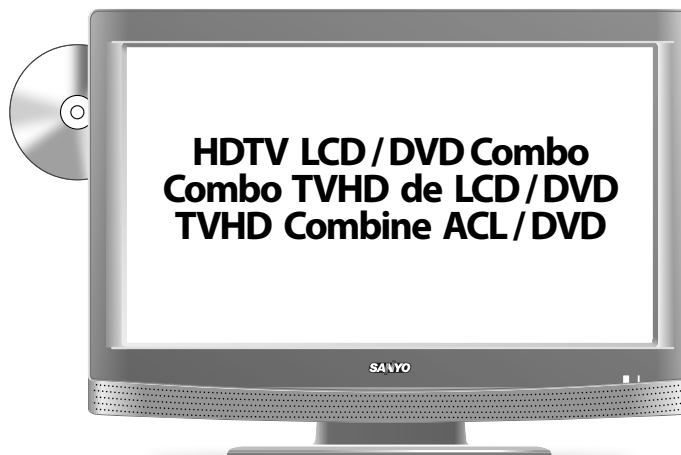 HDTV LCD / DVD Combo
Combo TVHD de LCD / DVD
TVHD Combine ACL / DVD
SANYO